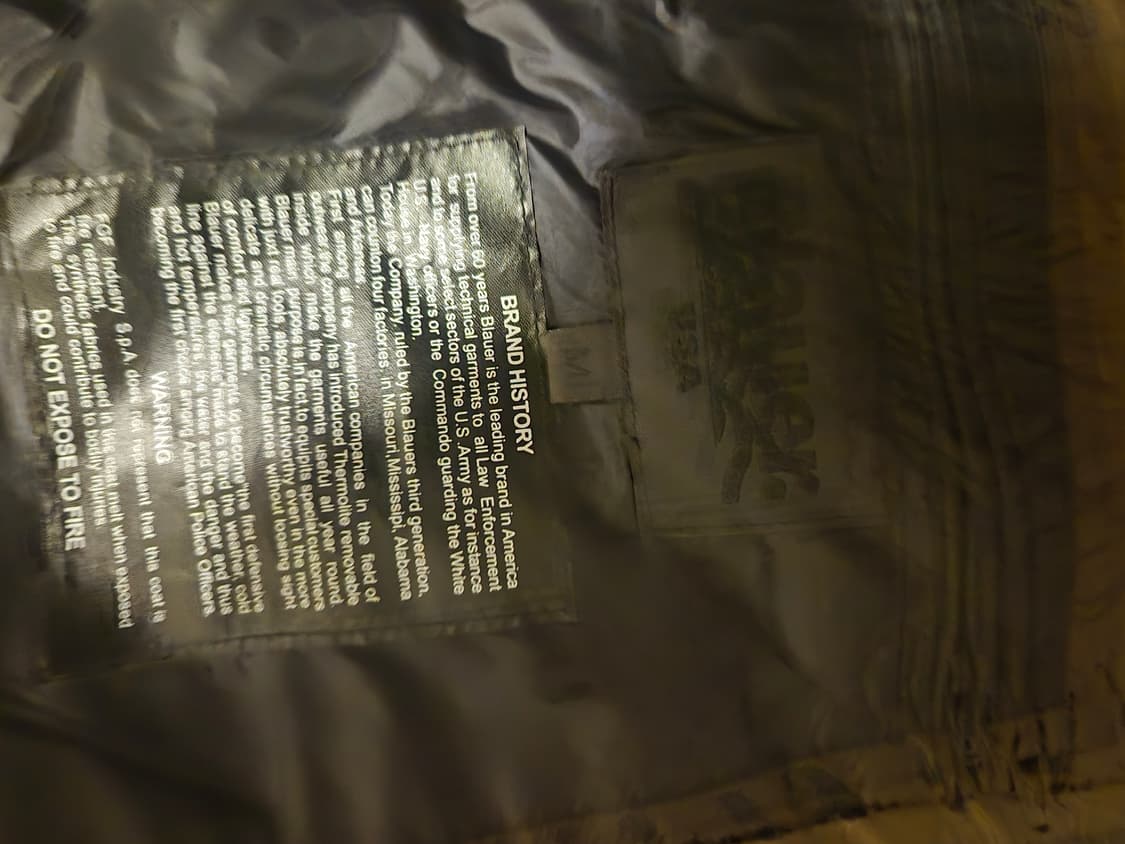 Blauer
USA
M
BRAND HISTORY
From over 60 years Blauer is the leading brand in America
for supplying technical garments to all Law Enforcement
and to some select sectors of the U.S. Army as for instance
U.S. Navy officers or the Commando guarding the White
House in Washington.
Today the Company, ruled by the Blauers third generation,
can count on four factories: in Missouri, Mississipi, Alabama
and
First among all the American companies in the field of
outwear, this company has introduced Thermolite removable
inside which make the garments useful all year round.
Blauer main purpose is in fact to equip its special customers
with just real tools, absolutely trustworthy even in the more
delicate and dramatic circumstances without loosing sight
of comfort and lightness.
Blauer makes their garments to become the first defensive
line against the elements: made to stand the weather, cold
and hot temperatures, the water and the danger and thus
becoming the first choice among American Police Officers.
WARNING
FGF Industry S.p.A. does not represent that this coat is
fire retardant.
The synthetic fabrics used in this coat melt when exposed
to fire and could contribute to bodily injuries
DO NOT EXPOSE TO FIRE